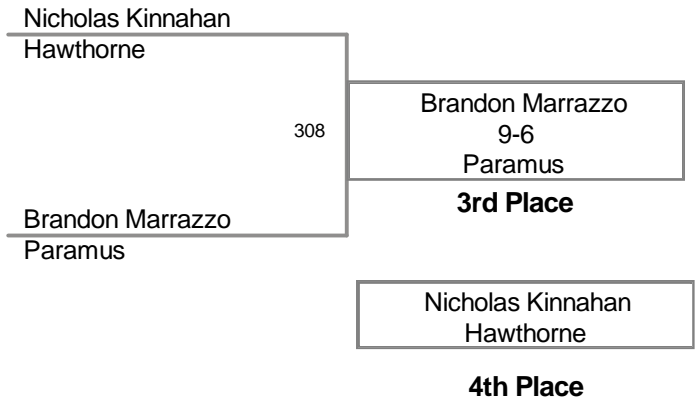 Nicholas Kinnahan
Hawthorne
308
Brandon Marrazzo
9-6
Paramus
3rd Place
Brandon Marrazzo
Paramus
Nicholas Kinnahan
Hawthorne
4th Place